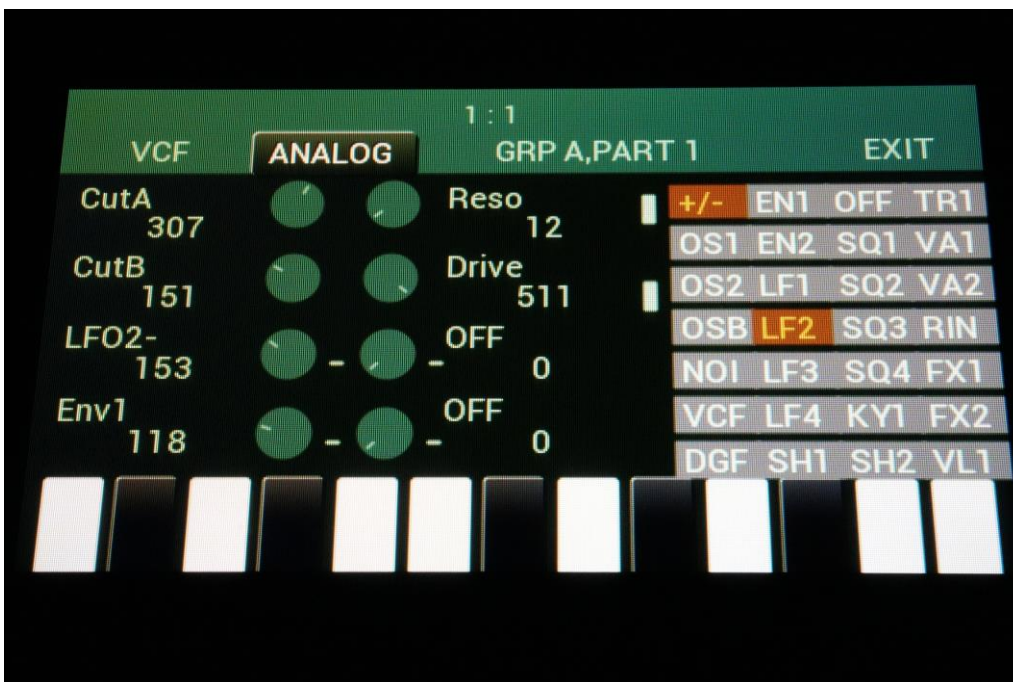 1 : 1
VCF ANALOG GRP A,PART 1 EXIT
CutA Reso +/- EN1 OFF TR1
307 12
OS1 EN2 SQ1 VA1
CutB Drive
151 511 OS2 LF1 SQ2 VA2
LFO2- OFF OSB LF2 SQ3 RIN
153 - - 0 NOI LF3 SQ4 FX1
Env1 OFF VCF LF4 KY1 FX2
118 - - 0
DGF SH1 SH2 VL1